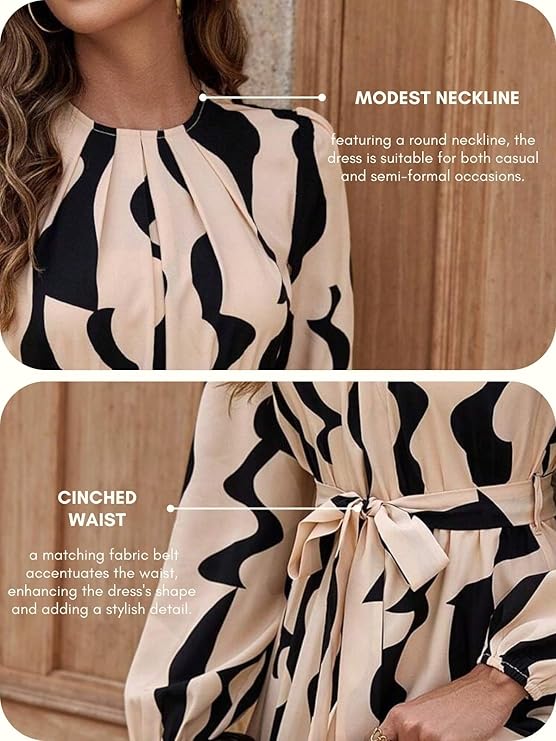 MODEST NECKLINE
featuring a round neckline, the
dress is suitable for both casual
and semi-formal occasions.
CINCHED
WAIST
a matching fabric belt
accentuates the waist,
enhancing the dress's shape
and adding a stylish detail.